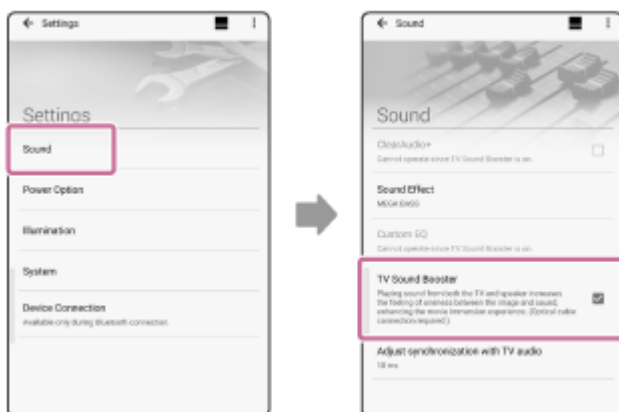 Settings
Settings
Sound
Power Option
Illumination
System
Device Connection
Available only during Bluetooth connection.
Sound
Sound
ClearAudio+
Cannot operate since TV Sound Booster is on.
Sound Effect
MEGA BASS
Custom EQ
Cannot operate since TV Sound Booster is on.
TV Sound Booster
Playing sound from both the TV and speaker increases
the feeling of oneness between the image and sound,
enhancing the movie immersion experience. (Optical cable
connection required.)
Adjust synchronization with TV audio
18 ms